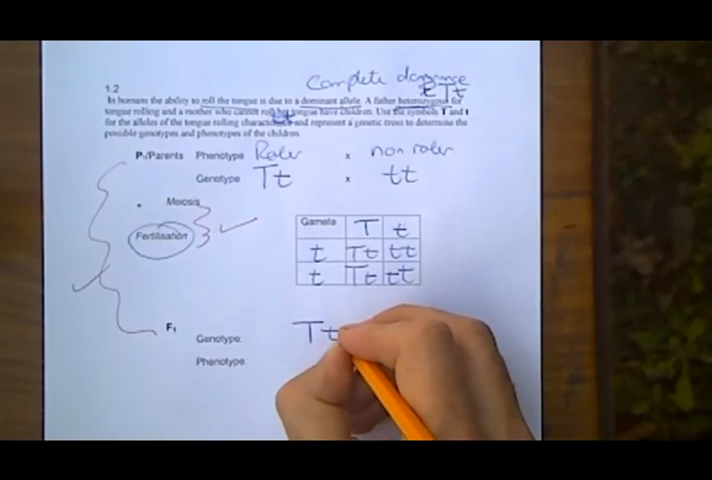 Complete dominance
1.2
t Tt
In humans the ability to roll the tongue is due to a dominant allele. A father heterozygous for
tongue rolling and a mother who cannot roll her tongue have children. Use the symbols T and t
tt
for the alleles of the tongue rolling characteristic and represent a genetic cross to determine the
possible genotypes and phenotypes of the children.
P₁/Parents Phenotype Roller x non roller
Genotype Tt x tt
Meiosis
Fertilisation
Gamete T t
t Tt tt
t Tt tt
F₁
Genotype: Tt
Phenotype: